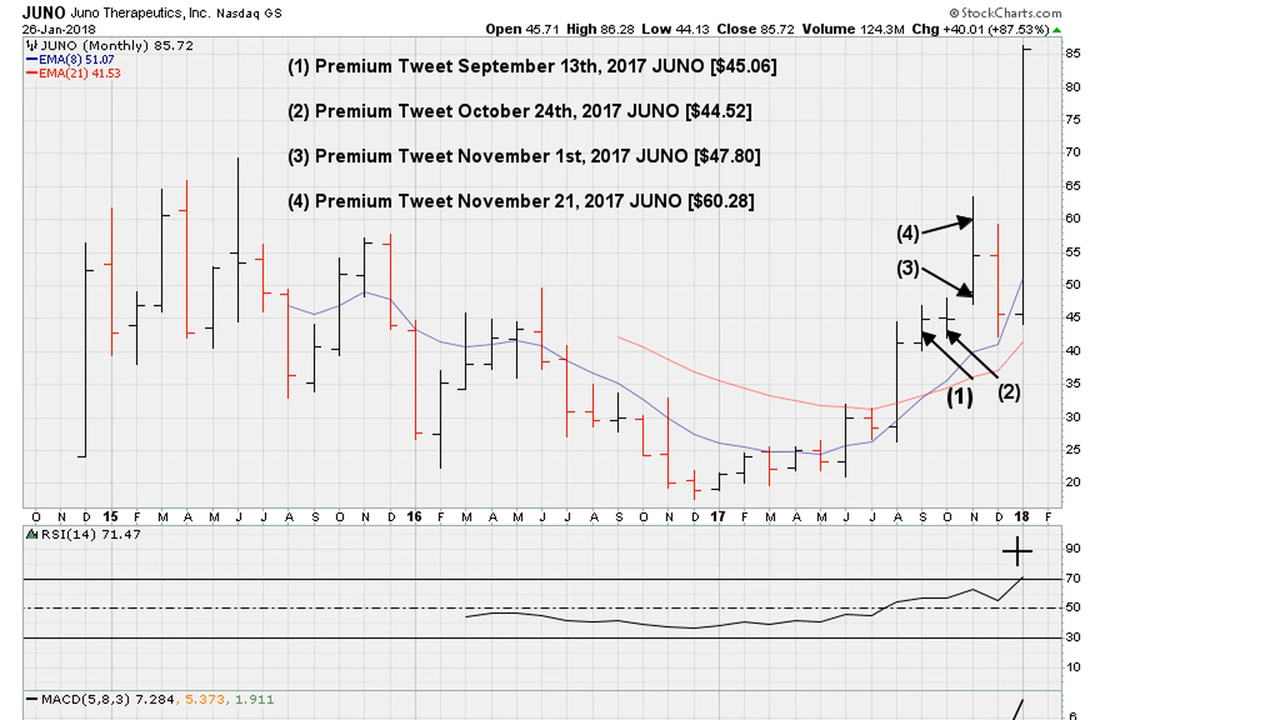 JUNO Juno Therapeutics, Inc. Nasdaq GS
© StockCharts.com
26-Jan-2018
Open 45.71 High 86.28 Low 44.13 Close 85.72 Volume 124.3M Chg +40.01 (+87.53%)
JUNO (Monthly) 85.72
EMA(8) 51.07
EMA(21) 41.53
(1) Premium Tweet September 13th, 2017 JUNO [$45.06]
(2) Premium Tweet October 24th, 2017 JUNO [$44.52]
(3) Premium Tweet November 1st, 2017 JUNO [$47.80]
(4) Premium Tweet November 21, 2017 JUNO [$60.28]
85
80
75
70
65
60
55
50
45
40
35
30
25
20
(4)
(3)
(1)
(2)
O N D 15 F M A M J J A S O N D 16 F M A M J J A S O N D 17 F M A M J J A S O N D 18 F
RSI(14) 71.47
90
70
50
30
10
MACD(5,8,3) 7.284, 5.373, 1.911
6